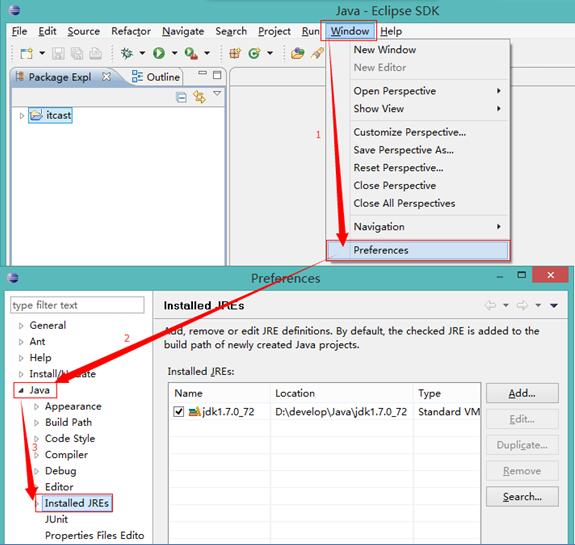 Java - Eclipse SDK
File Edit Source Refactor Navigate Search Project Run Window Help
Package Expl Outline
itcast
New Window
New Editor
Open Perspective
Show View
1
Customize Perspective...
Save Perspective As...
Reset Perspective...
Close Perspective
Close All Perspectives
Navigation
Preferences
Preferences
type filter text
General
Ant
Help
Install/Update
Java
Appearance
Build Path
Code Style
Compiler
Debug
Editor
Installed JREs
JUnit
Properties Files Edito
2
3
Installed JREs
Add, remove or edit JRE definitions. By default, the checked JRE is added to the
build path of newly created Java projects.
Installed JREs:
Name Location Type
jdk1.7.0_72 D:\develop\Java\jdk1.7.0_72 Standard VM
Add...
Edit...
Duplicate...
Remove
Search...